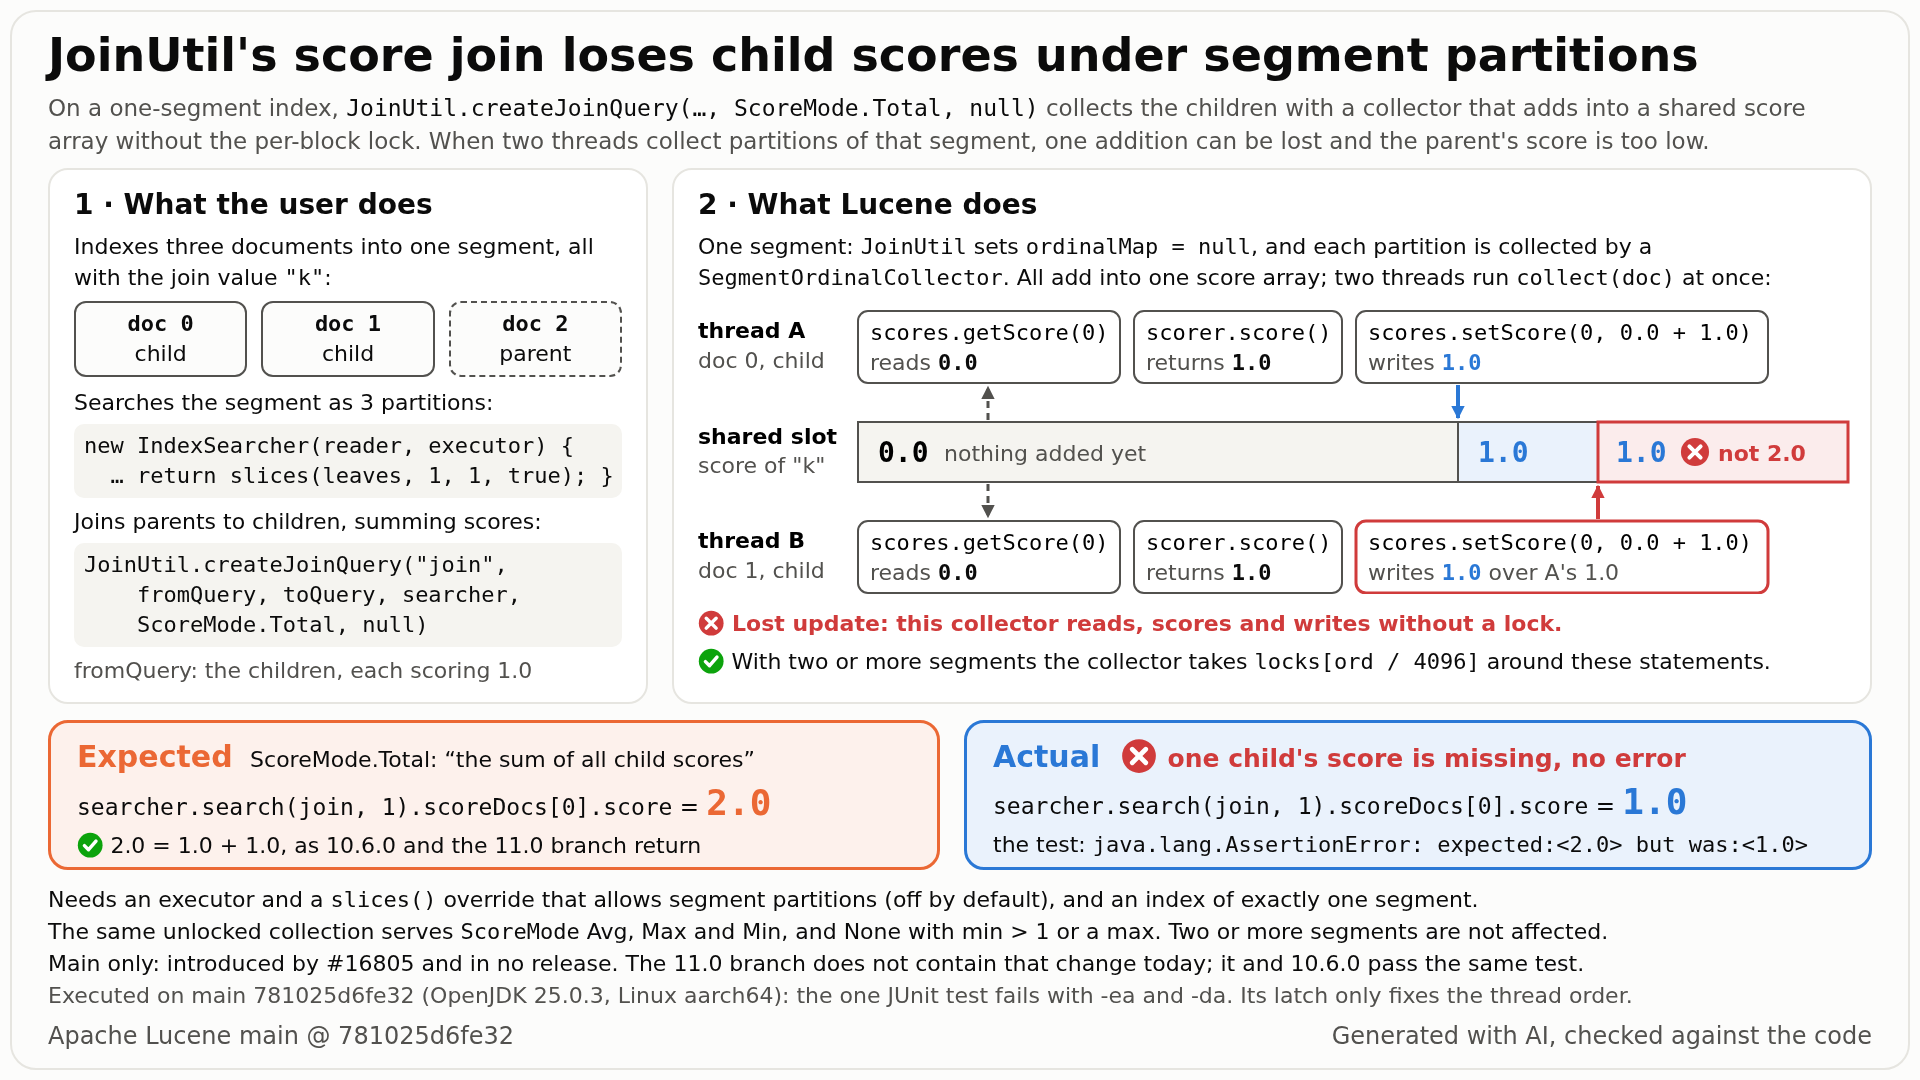 JoinUtil's score join loses child scores under segment partitions
On a one-segment index, JoinUtil.createJoinQuery(…, ScoreMode.Total, null) collects the children with a collector that adds into a shared score
array without the per-block lock. When two threads collect partitions of that segment, one addition can be lost and the parent's score is too low.
1 · What the user does
Indexes three documents into one segment, all
with the join value "k":
doc 0
child
doc 1
child
doc 2
parent
Searches the segment as 3 partitions:
new IndexSearcher(reader, executor) {
… return slices(leaves, 1, 1, true); }
Joins parents to children, summing scores:
JoinUtil.createJoinQuery("join",
fromQuery, toQuery, searcher,
ScoreMode.Total, null)
fromQuery: the children, each scoring 1.0
2 · What Lucene does
One segment: JoinUtil sets ordinalMap = null, and each partition is collected by a
SegmentOrdinalCollector. All add into one score array; two threads run collect(doc) at once:
thread A
doc 0, child
scores.getScore(0)
reads 0.0
scorer.score()
returns 1.0
scores.setScore(0, 0.0 + 1.0)
writes 1.0
shared slot
score of "k"
0.0 nothing added yet
1.0
1.0 not 2.0
thread B
doc 1, child
scores.getScore(0)
reads 0.0
scorer.score()
returns 1.0
scores.setScore(0, 0.0 + 1.0)
writes 1.0 over A's 1.0
Lost update: this collector reads, scores and writes without a lock.
With two or more segments the collector takes locks[ord / 4096] around these statements.
Expected ScoreMode.Total: “the sum of all child scores”
searcher.search(join, 1).scoreDocs[0].score = 2.0
2.0 = 1.0 + 1.0, as 10.6.0 and the 11.0 branch return
Actual one child's score is missing, no error
searcher.search(join, 1).scoreDocs[0].score = 1.0
the test: java.lang.AssertionError: expected:<2.0> but was:<1.0>
Needs an executor and a slices() override that allows segment partitions (off by default), and an index of exactly one segment.
The same unlocked collection serves ScoreMode Avg, Max and Min, and None with min > 1 or a max. Two or more segments are not affected.
Main only: introduced by #16805 and in no release. The 11.0 branch does not contain that change today; it and 10.6.0 pass the same test.
Executed on main 781025d6fe32 (OpenJDK 25.0.3, Linux aarch64): the one JUnit test fails with -ea and -da. Its latch only fixes the thread order.
Apache Lucene main @ 781025d6fe32
Generated with AI, checked against the code